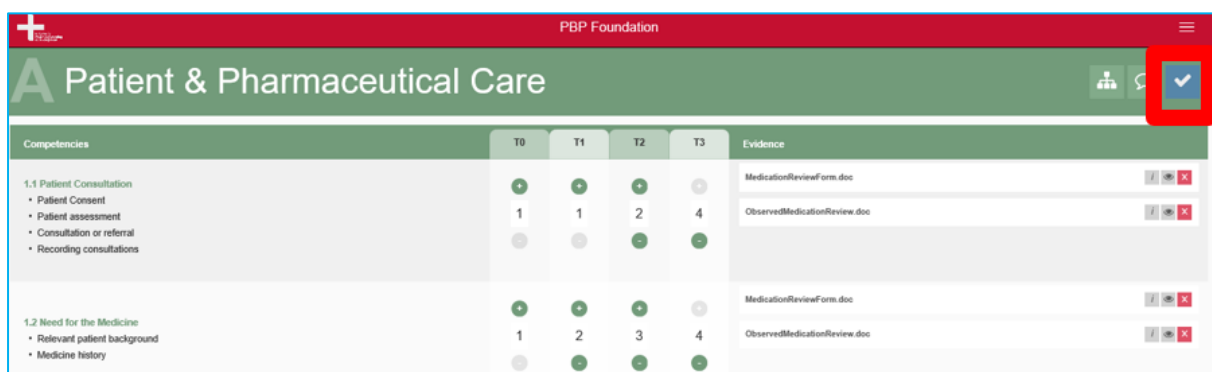 PBP Foundation
A Patient & Pharmaceutical Care
Competencies T0 T1 T2 T3 Evidence
1.1 Patient Consultation
• Patient Consent
• Patient assessment
• Consultation or referral
• Recording consultations
+ + + +
1 1 2 4
- - - -
MedicationReviewForm.doc i X
ObservedMedicationReview.doc i X
1.2 Need for the Medicine
• Relevant patient background
• Medicine history
+ + + +
1 2 3 4
- - - -
MedicationReviewForm.doc i X
ObservedMedicationReview.doc i X